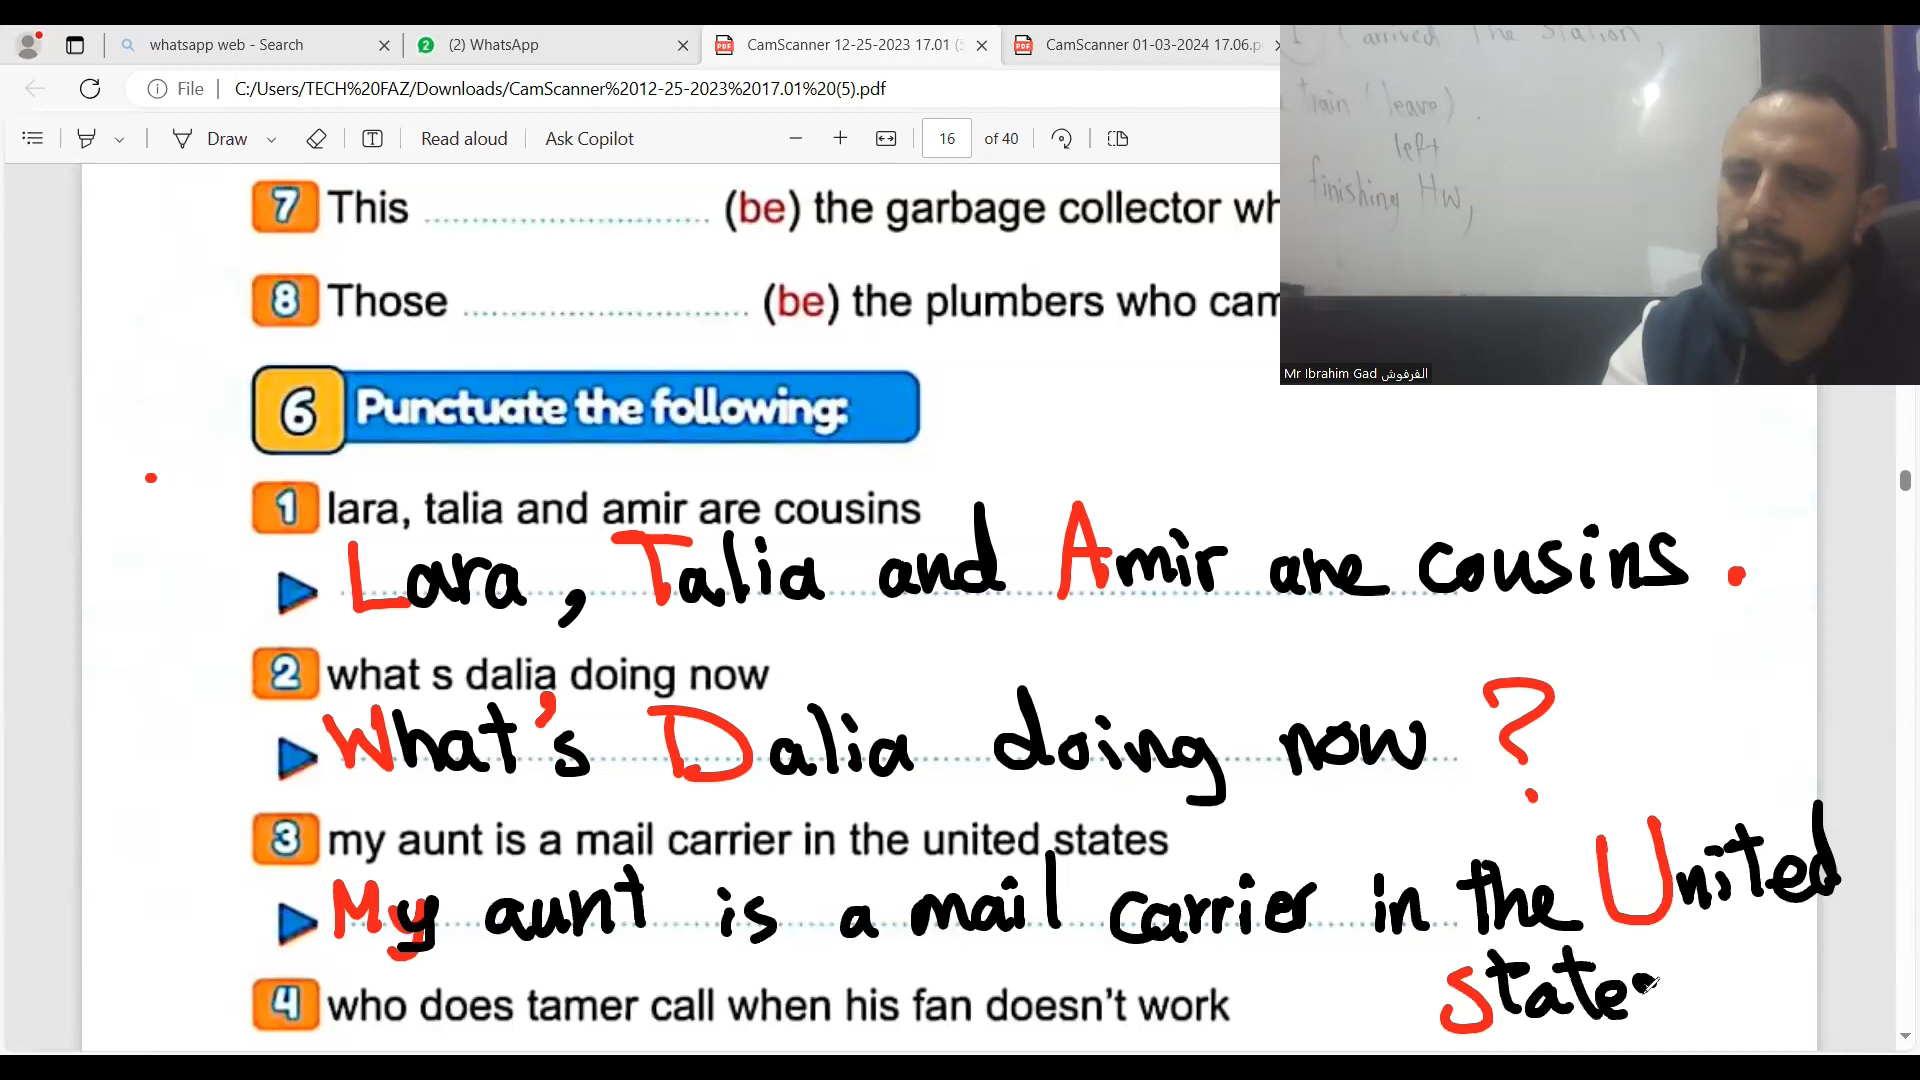 whatsapp web - Search
(2) WhatsApp
CamScanner 12-25-2023 17.01 (5
CamScanner 01-03-2024 17.06.p
File C:/Users/TECH%20FAZ/Downloads/CamScanner%2012-25-2023%2017.01%20(5).pdf
Draw Read aloud Ask Copilot 16 of 40
(arrived the station,
train (leave).
left
finishing Hw,
Mr Ibrahim Gad الفرفوش
7 This .............................. (be) the garbage collector wh
8 Those .............................. (be) the plumbers who cam
6 Punctuate the following:
1 lara, talia and amir are cousins
Lara, Talia and Amir are cousins.
2 what s dalia doing now
What's Dalia doing now?
3 my aunt is a mail carrier in the united states
My aunt is a mail carrier in the United
State
4 who does tamer call when his fan doesn't work